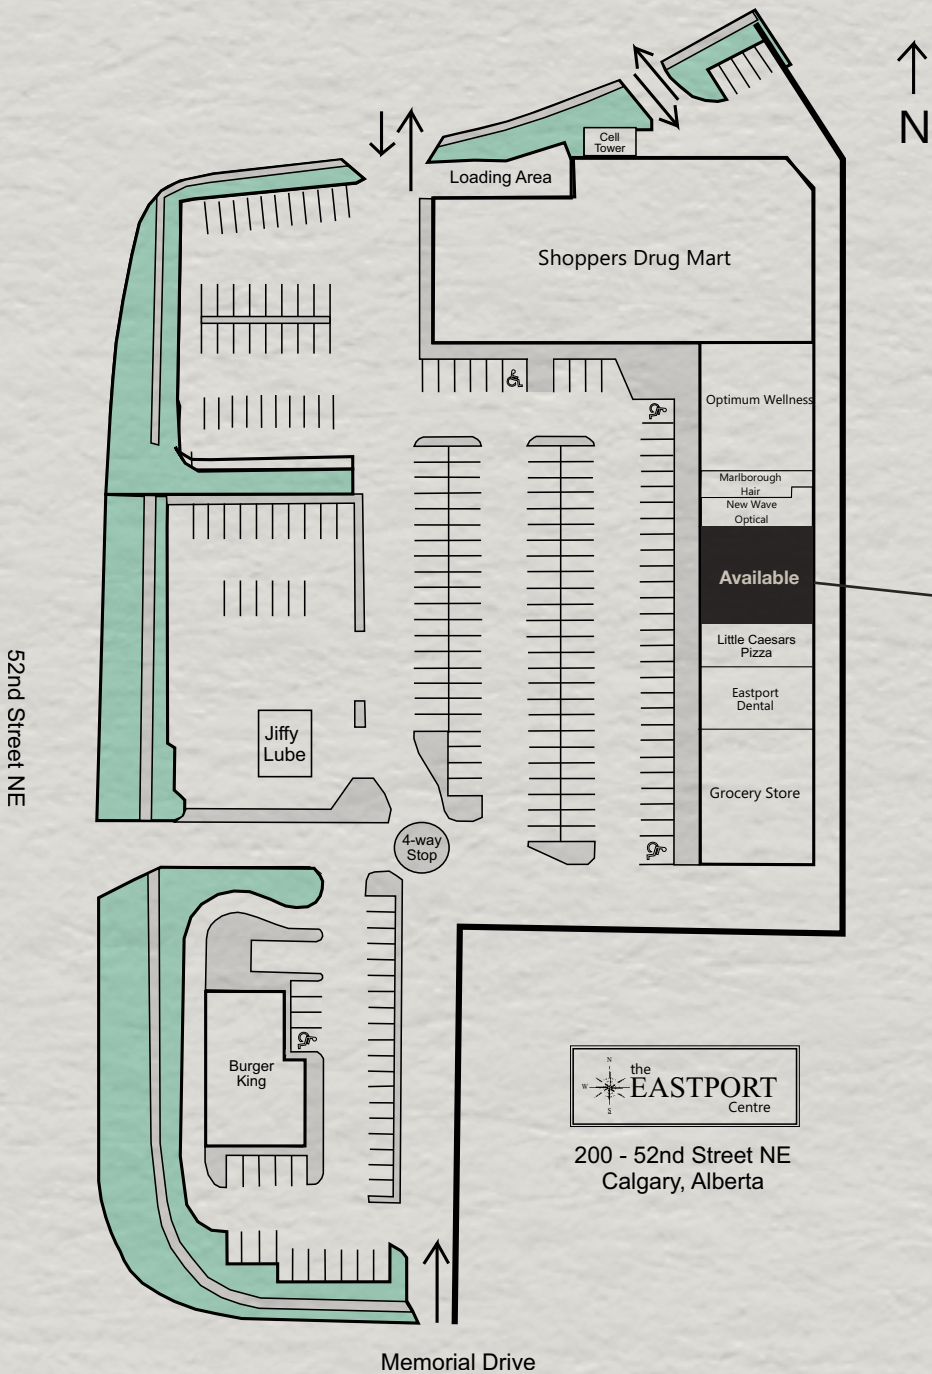 N
Cell
Tower
Loading Area
Shoppers Drug Mart
Optimum Wellness
Marlborough
Hair
New Wave
Optical
Available
Little Caesars
Pizza
Eastport
Dental
52nd Street NE
Jiffy
Lube
Grocery Store
4-way
Stop
Burger
King
N
W
S
the
EASTPORT
Centre
200 - 52nd Street NE
Calgary, Alberta
Memorial Drive